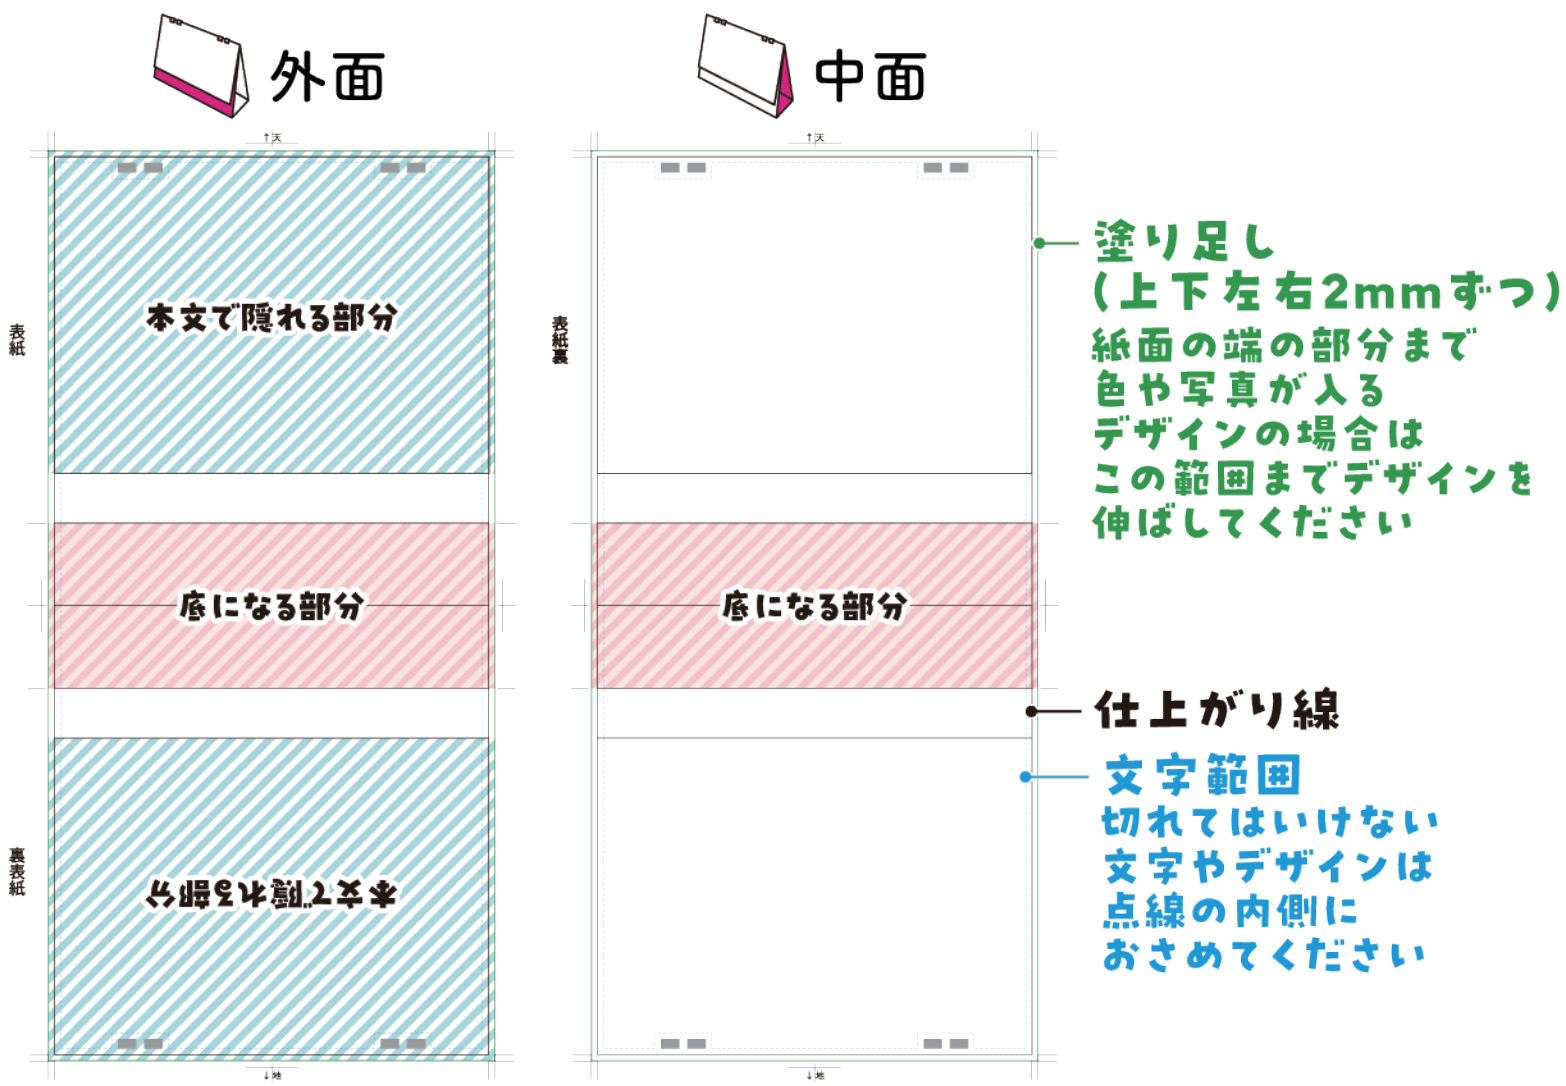 外面
中面
↑天
↑天
表紙
本文で隠れる部分
底になる部分
裏表紙
本文で隠れる部分
↓地
表紙裏
底になる部分
↓地
塗り足し
(上下左右2mmずつ)
紙面の端の部分まで
色や写真が入る
デザインの場合は
この範囲までデザインを
伸ばしてください
仕上がり線
文字範囲
切れてはいけない
文字やデザインは
点線の内側に
おさめてください